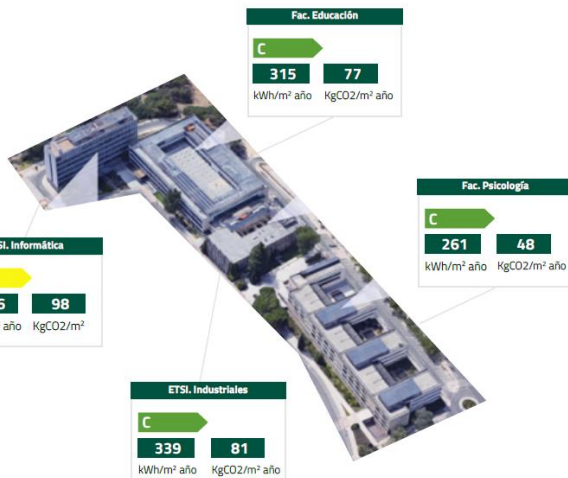 Fac. Educación
C
315 77
kWh/m² año KgCO2/m² año
Fac. Psicología
C
261 48
kWh/m² año KgCO2/m² año
Informática
98
año KgCO2/m²
ETSI. Industriales
C
339 81
kWh/m² año KgCO2/m² año